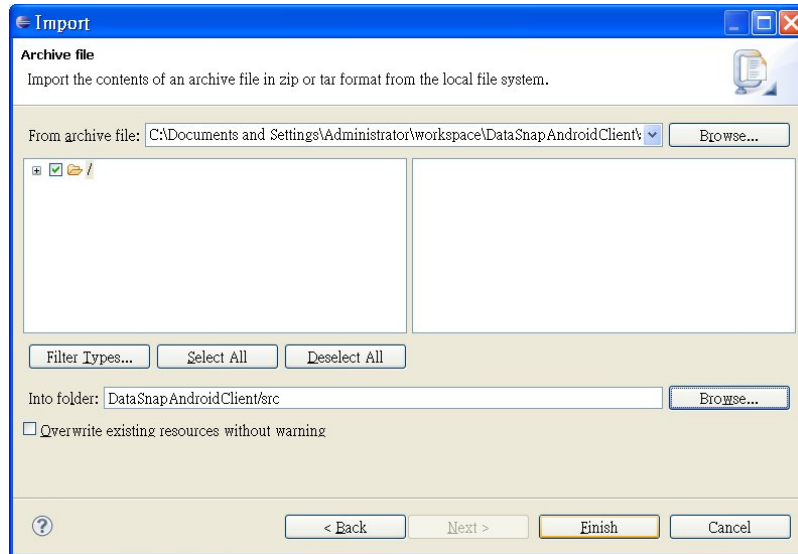 Import
Archive file
Import the contents of an archive file in zip or tar format from the local file system.
From archive file: C:\Documents and Settings\Administrator\workspace\DataSnapAndroidClient\ Browse...
/
Filter Types... Select All Deselect All
Into folder: DataSnapAndroidClient/src Browse...
Overwrite existing resources without warning
? < Back Next > Finish Cancel